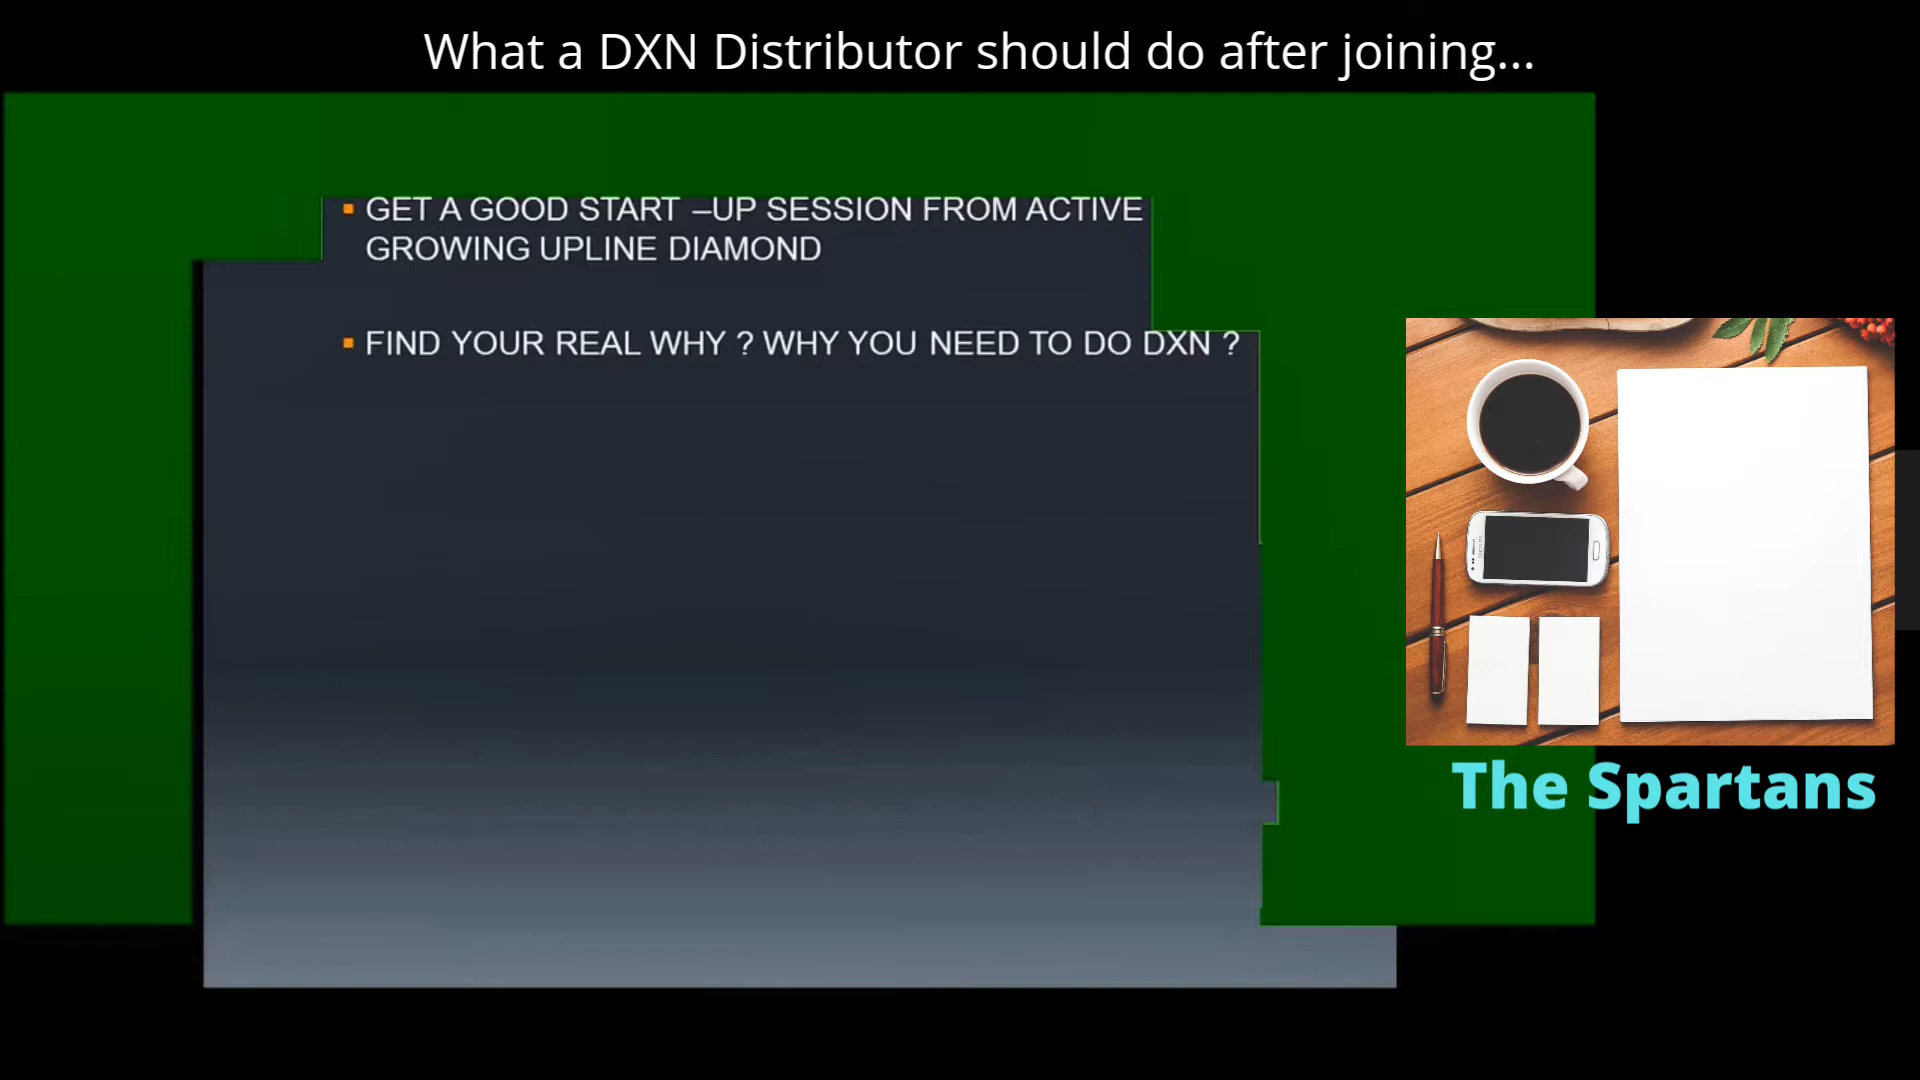 What a DXN Distributor should do after joining...
GET A GOOD START –UP SESSION FROM ACTIVE
GROWING UPLINE DIAMOND
FIND YOUR REAL WHY ? WHY YOU NEED TO DO DXN ?
The Spartans